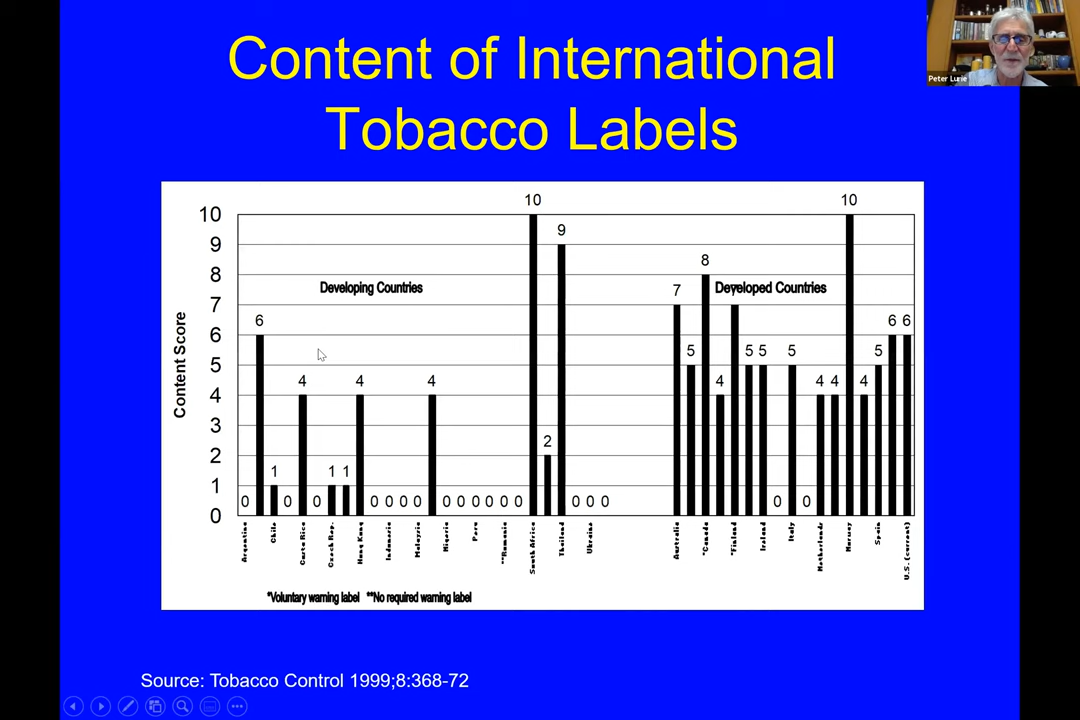 Content of International
Tobacco Labels
Peter Lurie
10
10
10
9
9
8
8
7
7
6
6
6 6
5
5
5 5
5
5
4
4
4
4
4
4 4
4
3
2
2
1
1
1 1
0
0
0
0
0 0 0 0
0 0 0 0 0 0
0 0 0
0
0
Content Score
Developing Countries
Developed Countries
Argentina
Chile
Costa Rica
Czech Rep.
Hong Kong
Indonesia
Malaysia
Nigeria
Peru
**Romania
South Africa
Thailand
Ukraine
Australia
*Canada
*Finland
Ireland
Italy
Netherlands
Norway
Spain
U.S. (current)
*Voluntary warning label **No required warning label
Source: Tobacco Control 1999;8:368-72